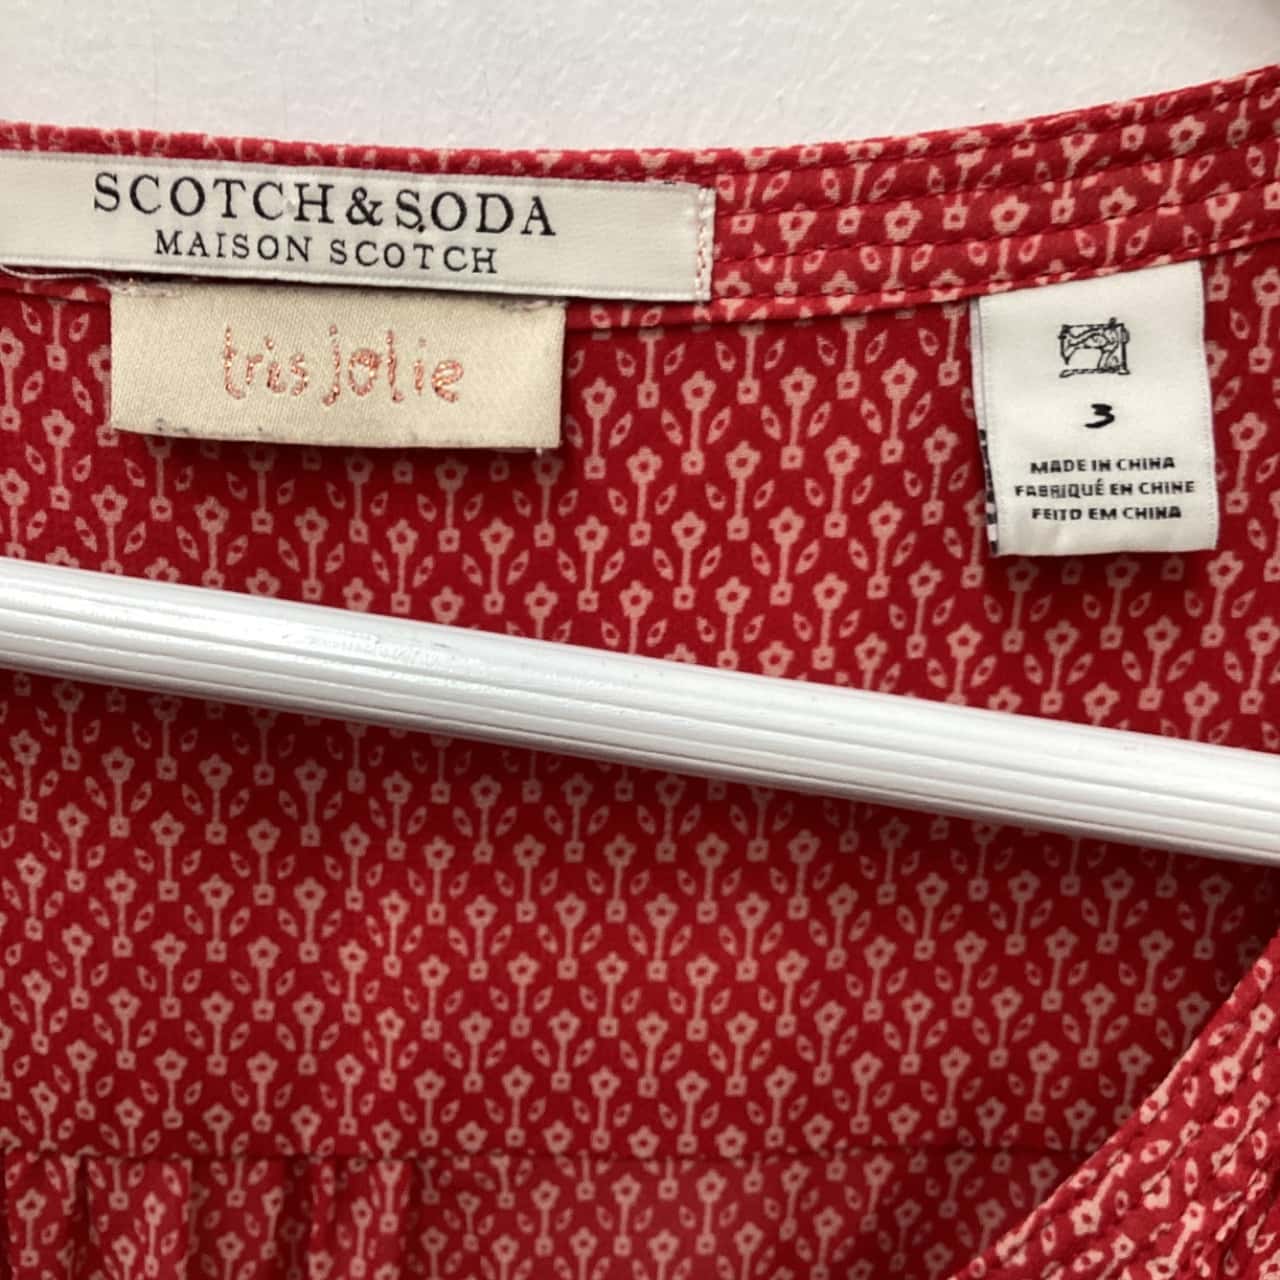 SCOTCH & SODA
MAISON SCOTCH
tris jolie
3
MADE IN CHINA
FABRIQUÉ EN CHINE
FEITO EM CHINA